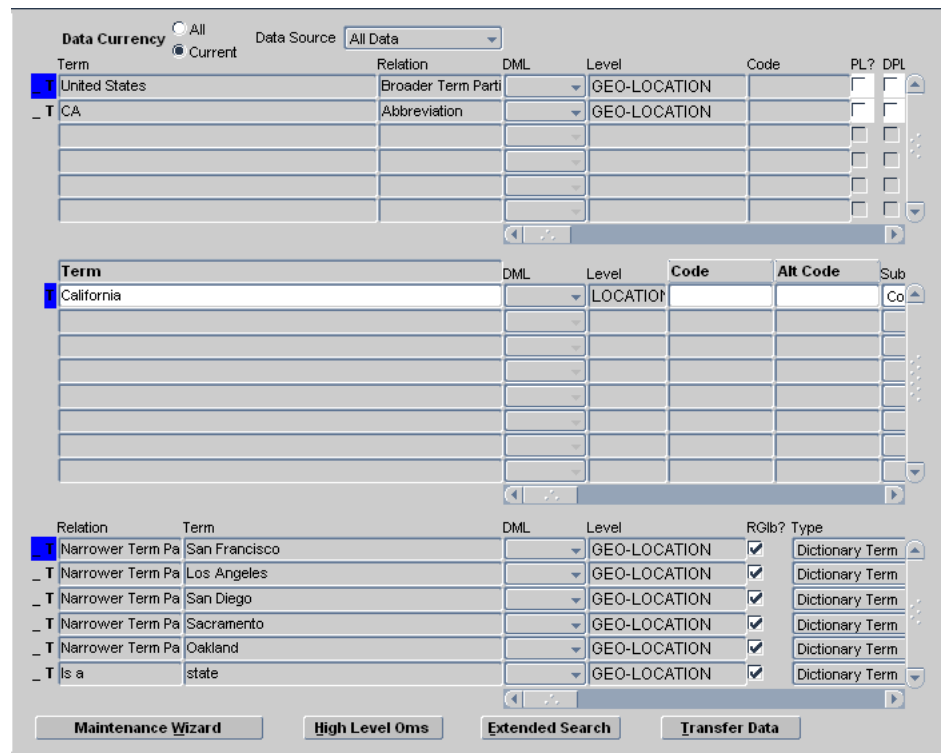 Data Currency All Current Data Source All Data
Term Relation DML Level Code PL? DPL
_ T United States Broader Term Parti GEO-LOCATION
_ T CA Abbreviation GEO-LOCATION
Term DML Level Code Alt Code Sub
T California LOCATION Co
Relation Term DML Level RGlb? Type
_ T Narrower Term Pa San Francisco GEO-LOCATION Dictionary Term
_ T Narrower Term Pa Los Angeles GEO-LOCATION Dictionary Term
_ T Narrower Term Pa San Diego GEO-LOCATION Dictionary Term
_ T Narrower Term Pa Sacramento GEO-LOCATION Dictionary Term
_ T Narrower Term Pa Oakland GEO-LOCATION Dictionary Term
_ T Is a state GEO-LOCATION Dictionary Term
Maintenance Wizard High Level Oms Extended Search Transfer Data